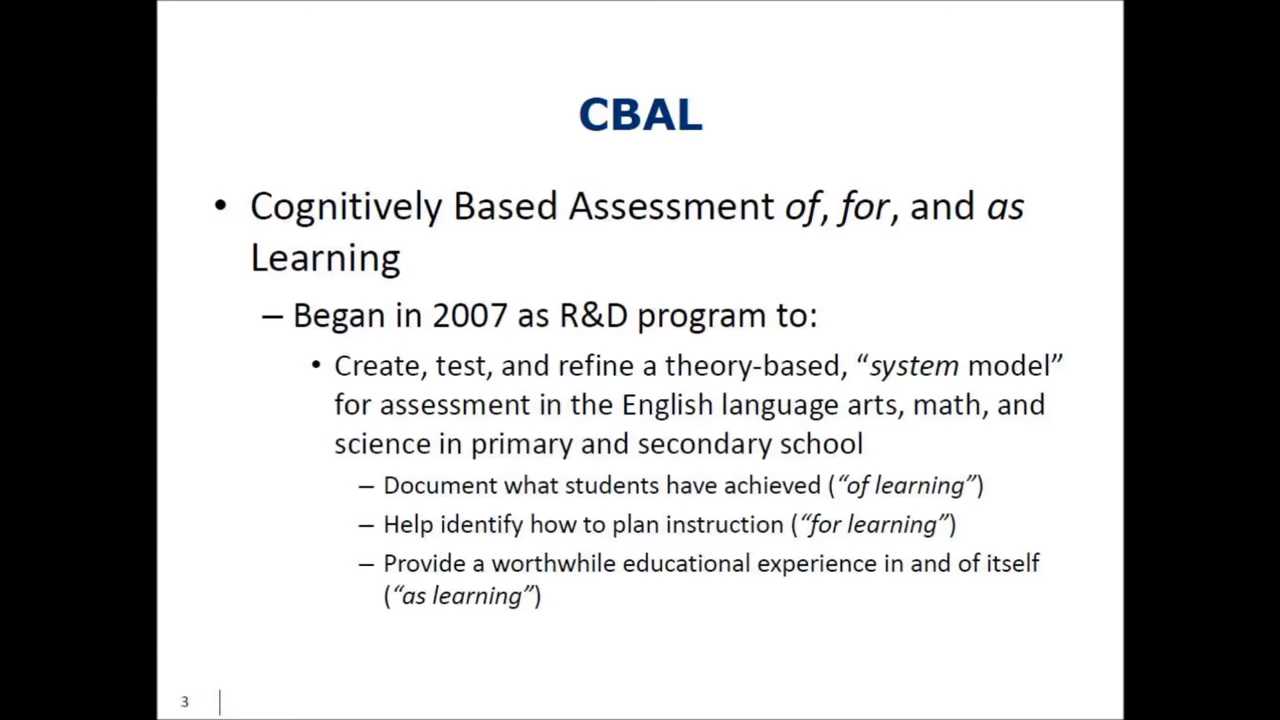 CBAL
• Cognitively Based Assessment of, for, and as
Learning
– Began in 2007 as R&D program to:
• Create, test, and refine a theory-based, “system model”
for assessment in the English language arts, math, and
science in primary and secondary school
– Document what students have achieved (“of learning”)
– Help identify how to plan instruction (“for learning”)
– Provide a worthwhile educational experience in and of itself
(“as learning”)
3